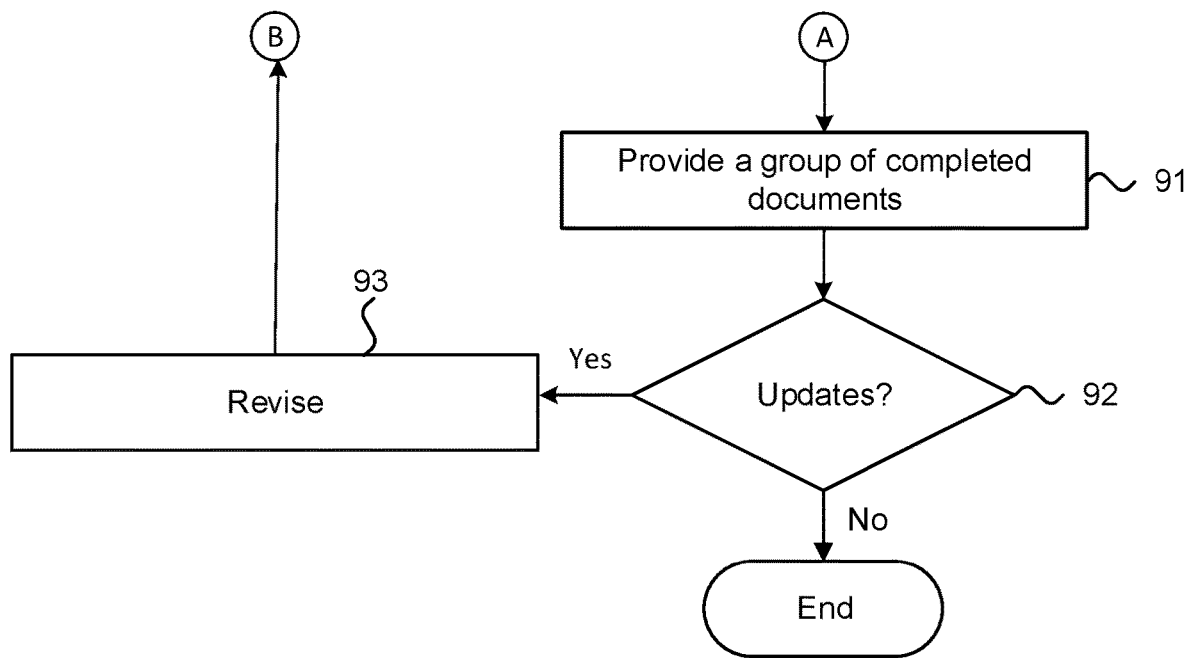 B
A
Provide a group of completed
documents
91
93
Yes
Revise
Updates?
92
No
End